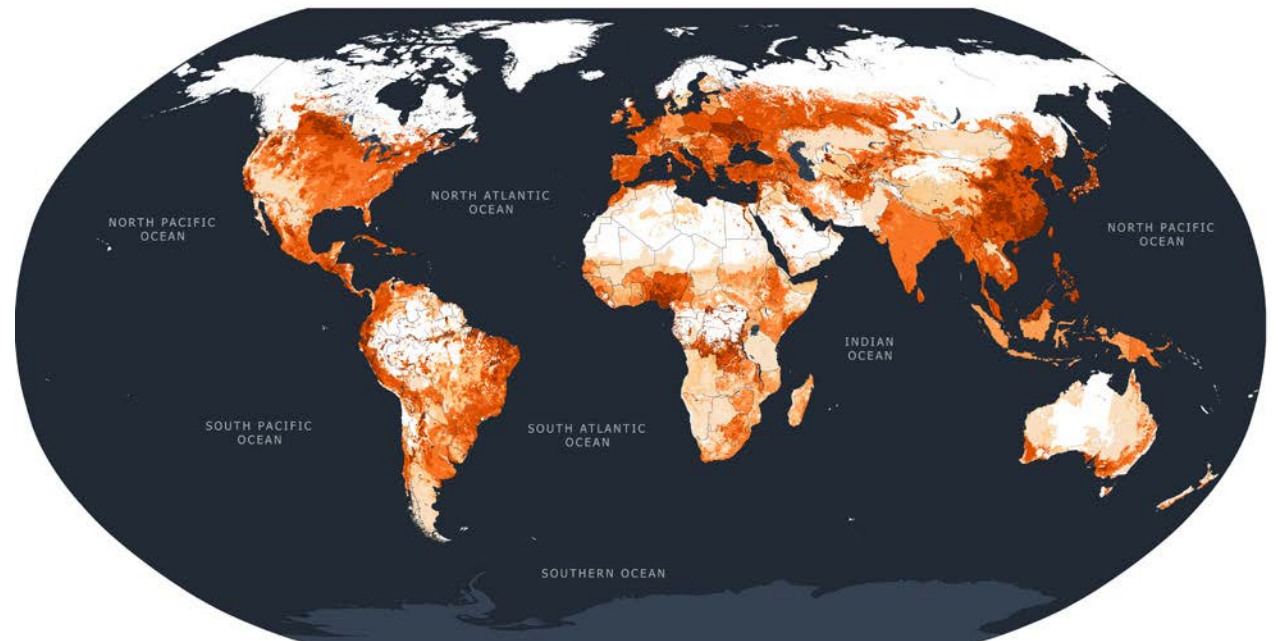 NORTH ATLANTIC
OCEAN
NORTH PACIFIC
OCEAN
NORTH PACIFIC
OCEAN
INDIAN
OCEAN
SOUTH PACIFIC
OCEAN
SOUTH ATLANTIC
OCEAN
SOUTHERN OCEAN